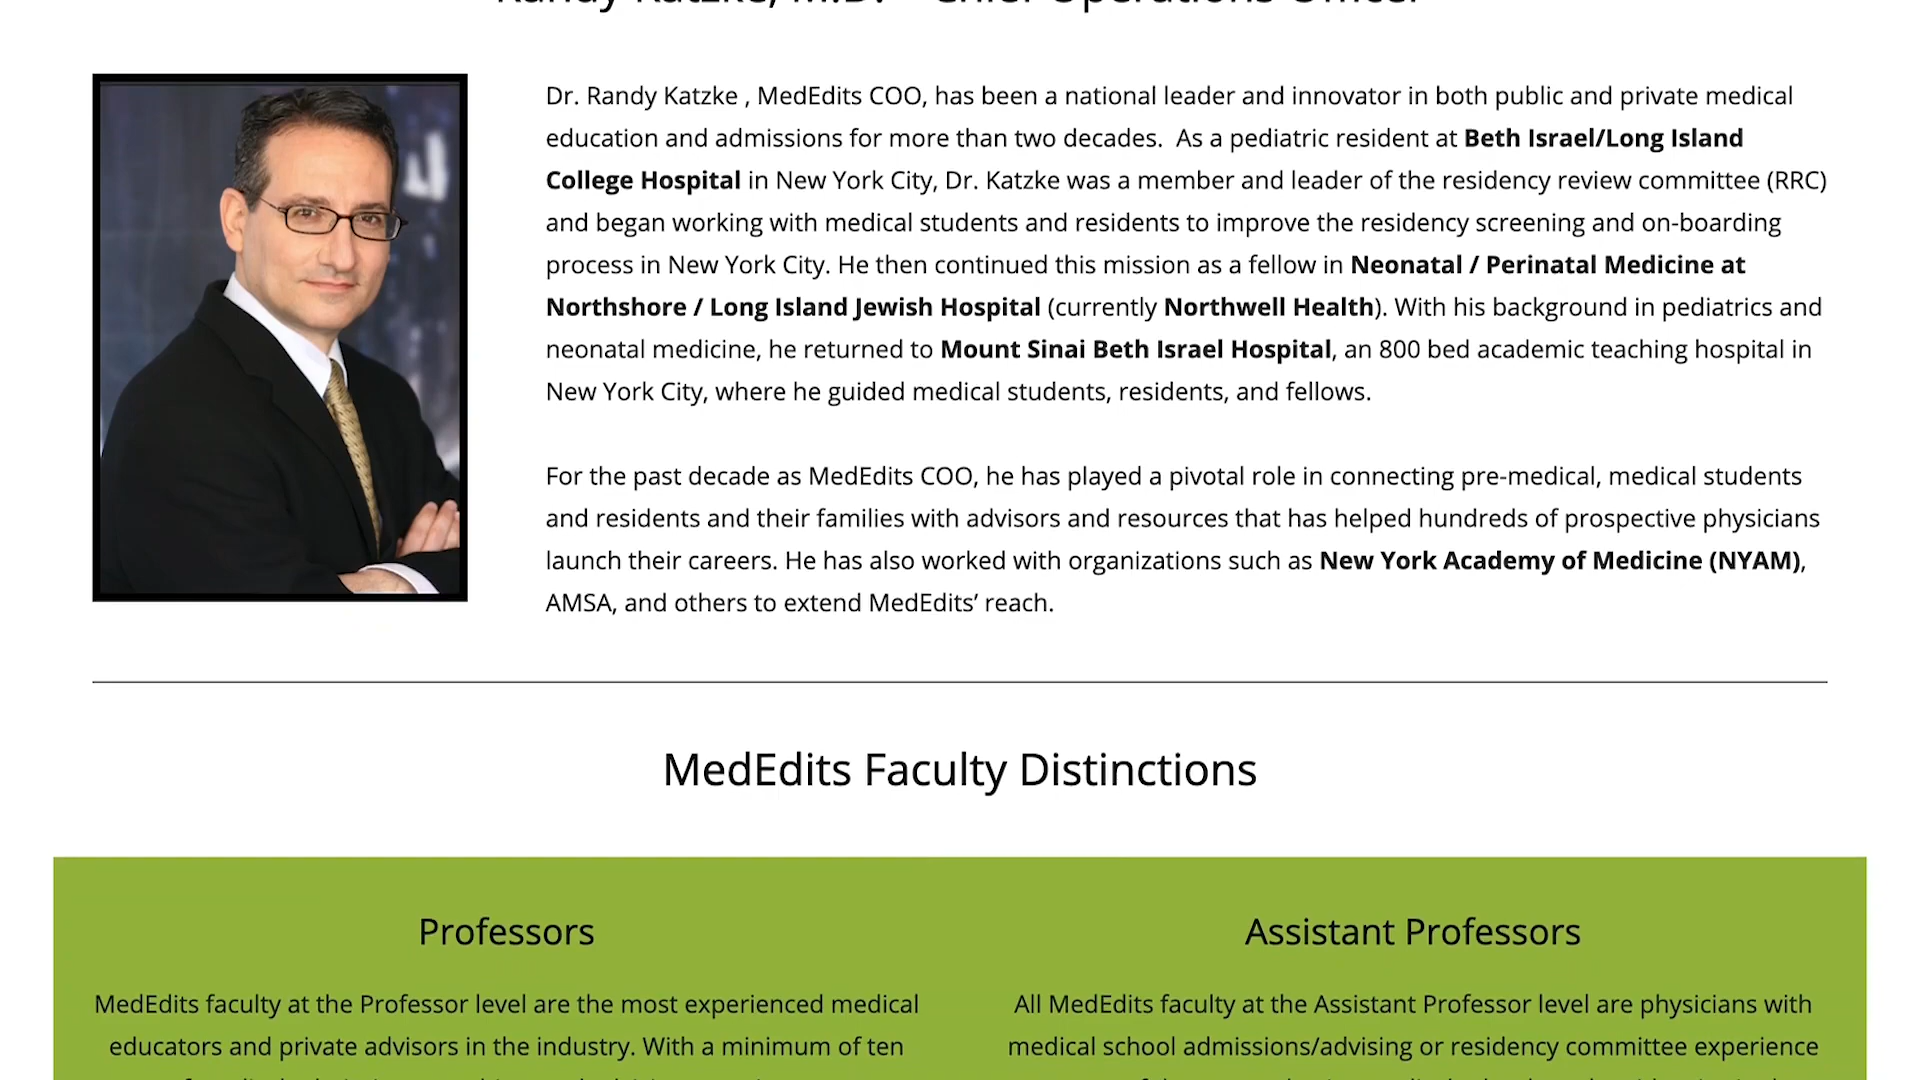 Randy Katzke, M.D. – Chief Operations Officer
Dr. Randy Katzke , MedEdits COO, has been a national leader and innovator in both public and private medical
education and admissions for more than two decades.  As a pediatric resident at Beth Israel/Long Island
College Hospital in New York City, Dr. Katzke was a member and leader of the residency review committee (RRC)
and began working with medical students and residents to improve the residency screening and on-boarding
process in New York City. He then continued this mission as a fellow in Neonatal / Perinatal Medicine at
Northshore / Long Island Jewish Hospital (currently Northwell Health). With his background in pediatrics and
neonatal medicine, he returned to Mount Sinai Beth Israel Hospital, an 800 bed academic teaching hospital in
New York City, where he guided medical students, residents, and fellows.
For the past decade as MedEdits COO, he has played a pivotal role in connecting pre-medical, medical students
and residents and their families with advisors and resources that has helped hundreds of prospective physicians
launch their careers. He has also worked with organizations such as New York Academy of Medicine (NYAM),
AMSA, and others to extend MedEdits’ reach.
MedEdits Faculty Distinctions
Professors
MedEdits faculty at the Professor level are the most experienced medical
educators and private advisors in the industry. With a minimum of ten
Assistant Professors
All MedEdits faculty at the Assistant Professor level are physicians with
medical school admissions/advising or residency committee experience